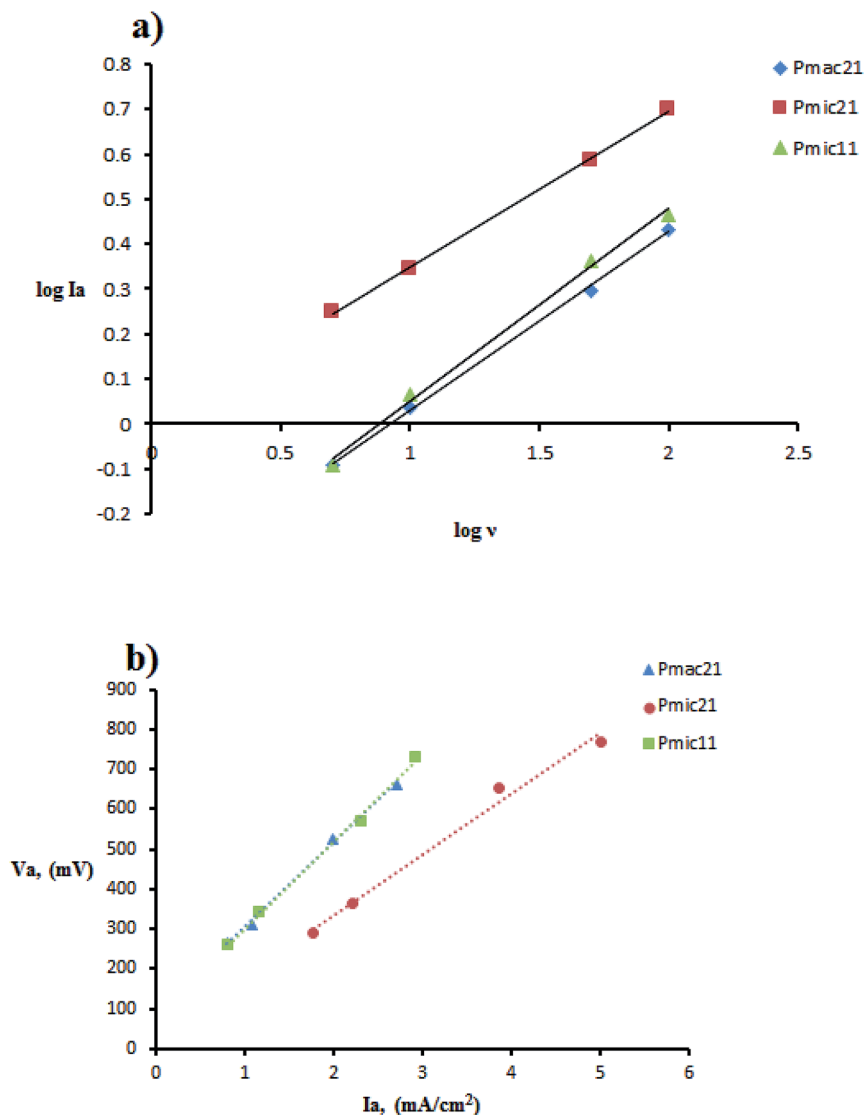 a)
0.8
0.7
0.6
0.5
0.4
0.3
0.2
0.1
0
-0.1
-0.2
0
0.5
1
1.5
2
2.5
log Ia
log ν
Pmac21
Pmic21
Pmic11
b)
900
800
700
600
500
400
300
200
100
0
0
1
2
3
4
5
6
Va, (mV)
Ia, (mA/cm²)
Pmac21
Pmic21
Pmic11